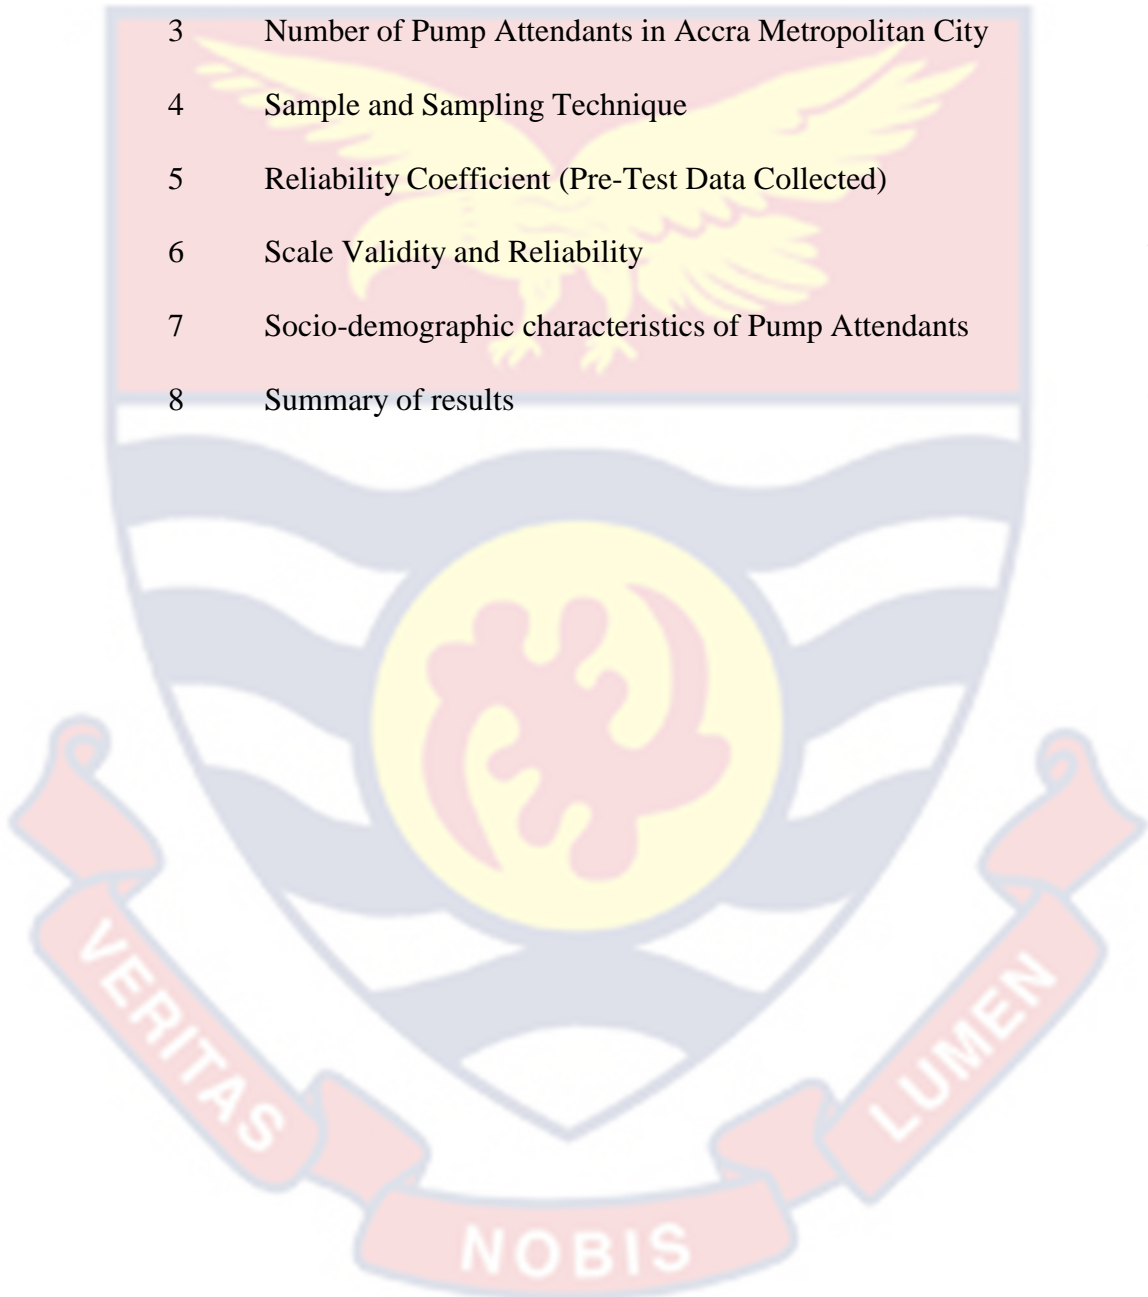 3 Number of Pump Attendants in Accra Metropolitan City
4 Sample and Sampling Technique
5 Reliability Coefficient (Pre-Test Data Collected)
6 Scale Validity and Reliability
7 Socio-demographic characteristics of Pump Attendants
8 Summary of results
VERITAS
NOBIS
LUMEN